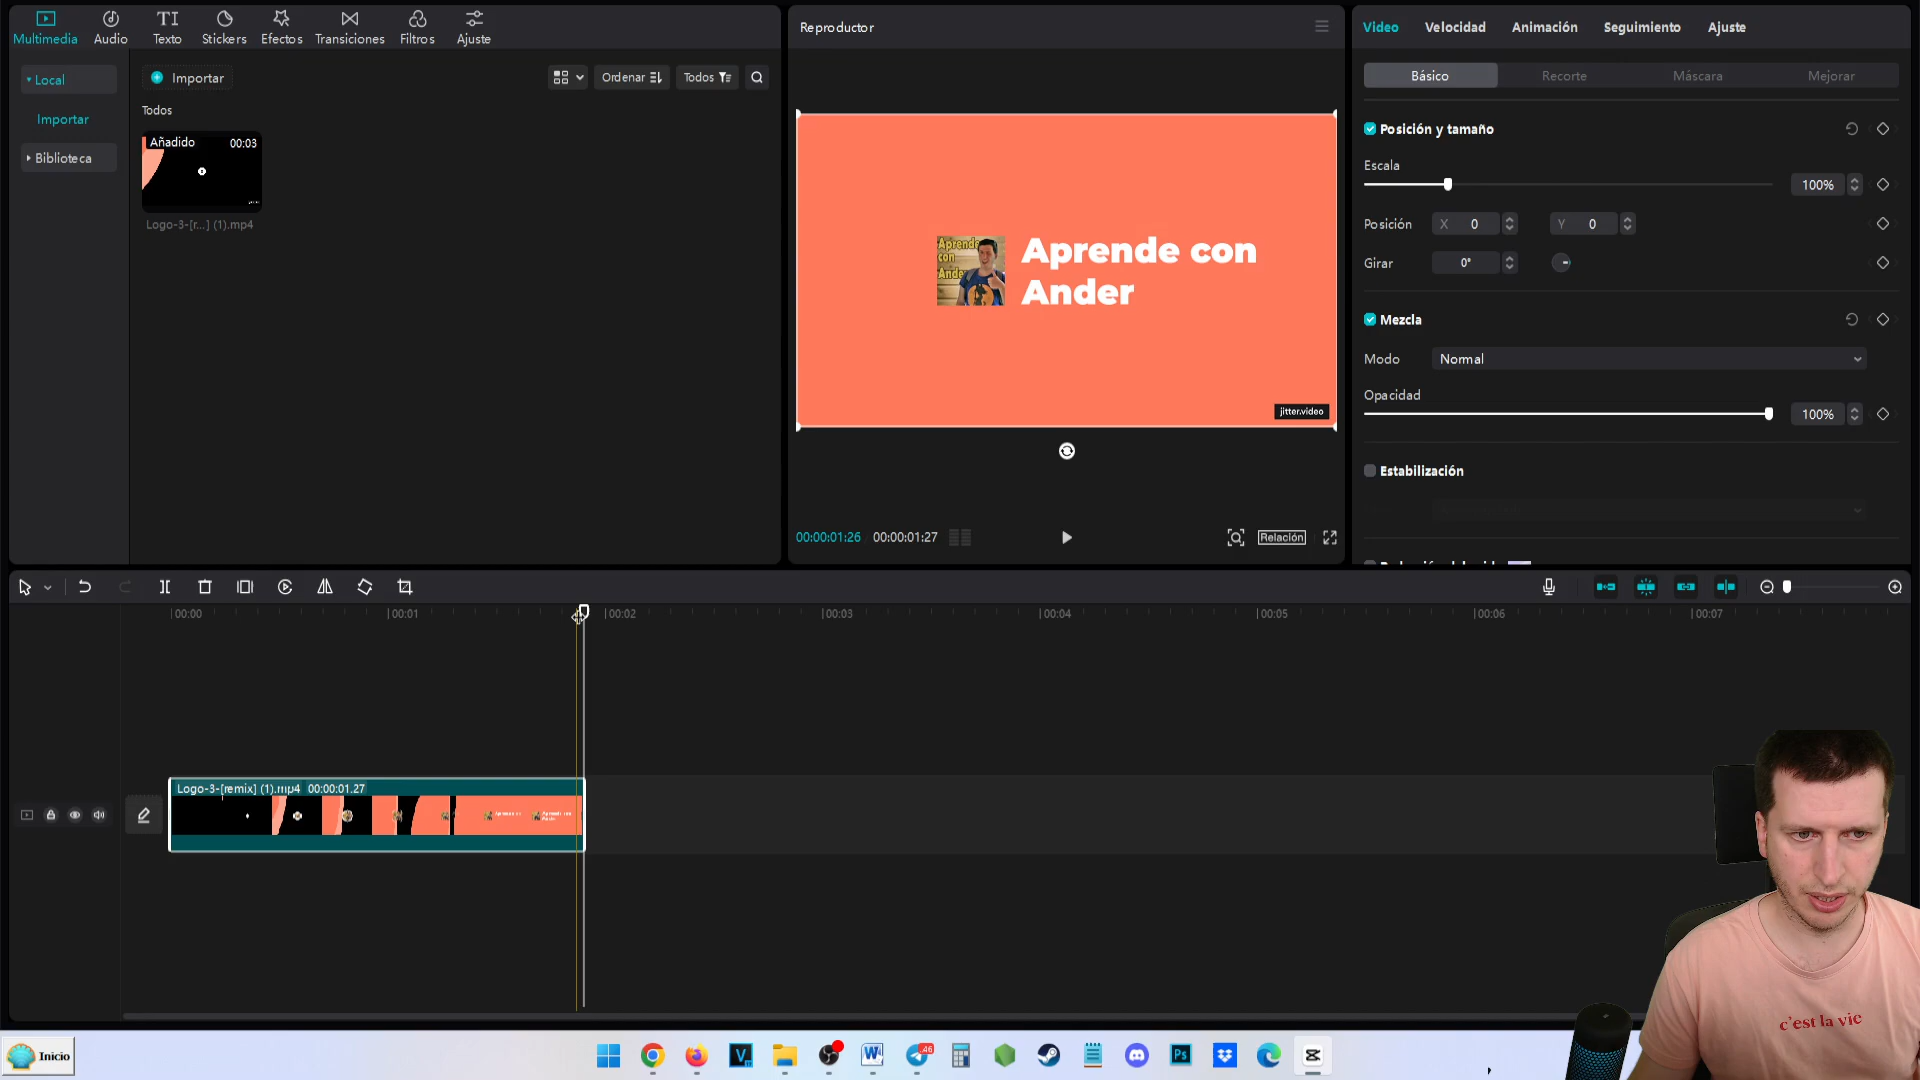 Multimedia
Audio
Texto
Stickers
Efectos
Transiciones
Filtros
Ajuste
Local
Importar
Biblioteca
Importar
Ordenar
Todos
Todos
Añadido
00:03
Logo-3-[r...] (1).mp4
Reproductor
Aprende con Ander
Aprende con
Ander
jitter.video
00:00:01:26
00:00:01:27
Relación
Video
Velocidad
Animación
Seguimiento
Ajuste
Básico
Recorte
Máscara
Mejorar
Posición y tamaño
Escala
100%
Posición
X 0
Y 0
Girar
0°
Mezcla
Modo
Normal
Opacidad
100%
Estabilización
00:00
00:01
00:02
00:03
00:04
00:05
00:06
00:07
Logo-3-[remix] (1).mp4 00:00:01:27
c'est la vie
Inicio
46